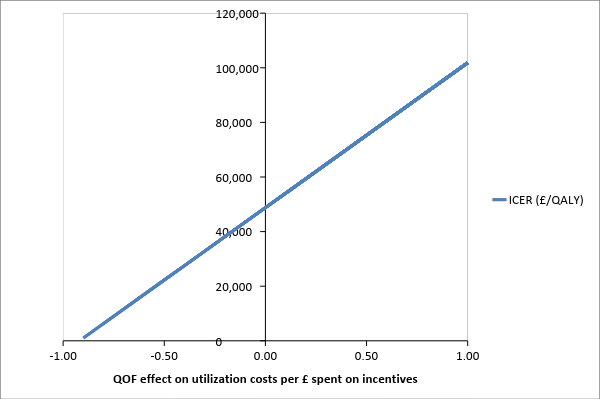 120,000
100,000
80,000
60,000
40,000
20,000
0
-1.00 -0.50 0.00 0.50 1.00
QOF effect on utilization costs per £ spent on incentives
ICER (£/QALY)